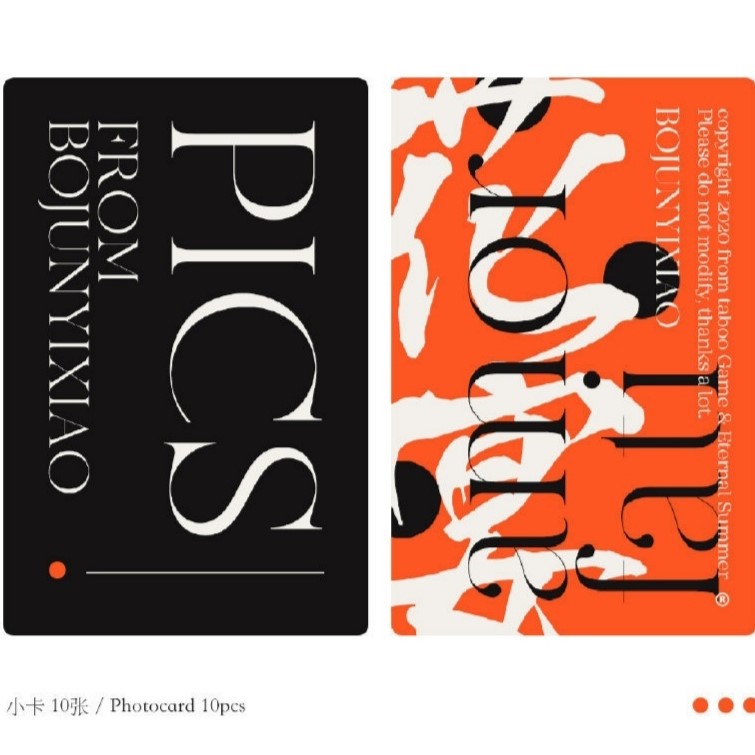 PICS
FROM
BOJUNYIXIAO
copyright 2020 from taboo Game & Eternal Summer ®
Please do not modify, thanks a lot.
BOJUNYIXIAO
小卡 10张 / Photocard 10pcs